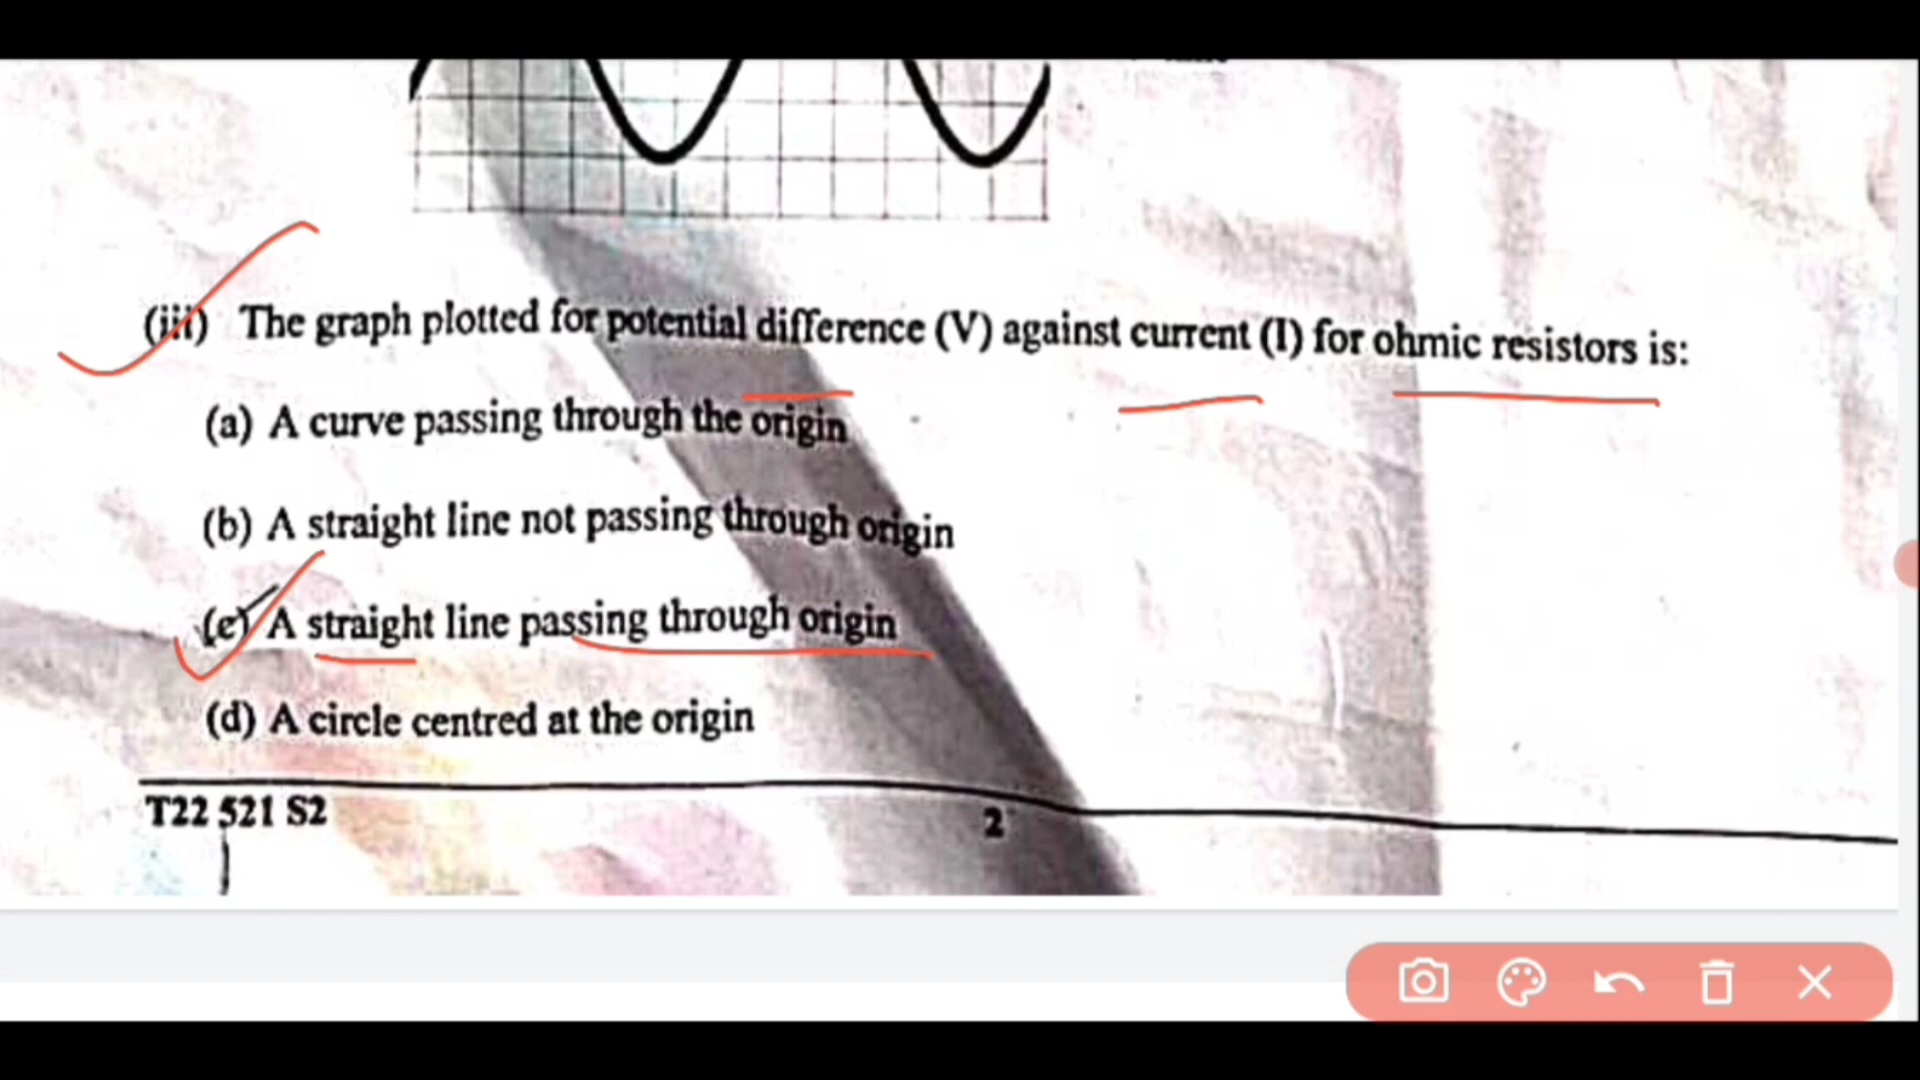 (iii) The graph plotted for potential difference (V) against current (I) for ohmic resistors is:
(a) A curve passing through the origin
(b) A straight line not passing through origin
(c) A straight line passing through origin
(d) A circle centred at the origin
T22 521 S2
2